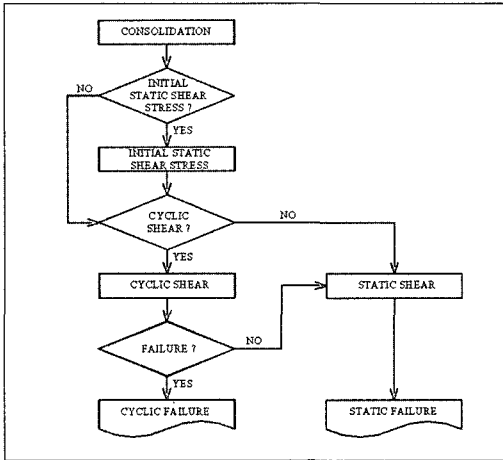 CONSOLIDATION
NO
INITIAL
STATIC SHEAR
STRESS ?
YES
INITIAL STATIC
SHEAR STRESS
CYCLIC
SHEAR ?
NO
YES
CYCLIC SHEAR
STATIC SHEAR
FAILURE ?
NO
YES
CYCLIC FAILURE
STATIC FAILURE